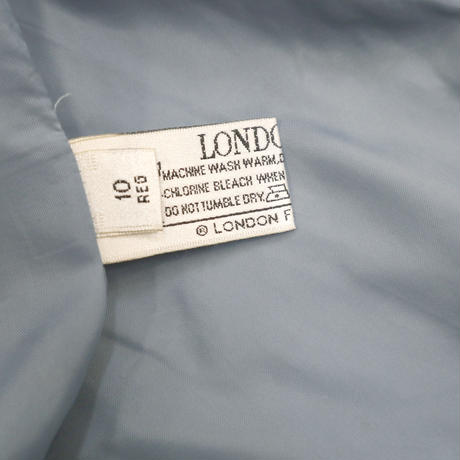 LONDO
MACHINE WASH WARM,
CHLORINE BLEACH WHEN
DO NOT TUMBLE DRY.
® LONDON F
10
REG